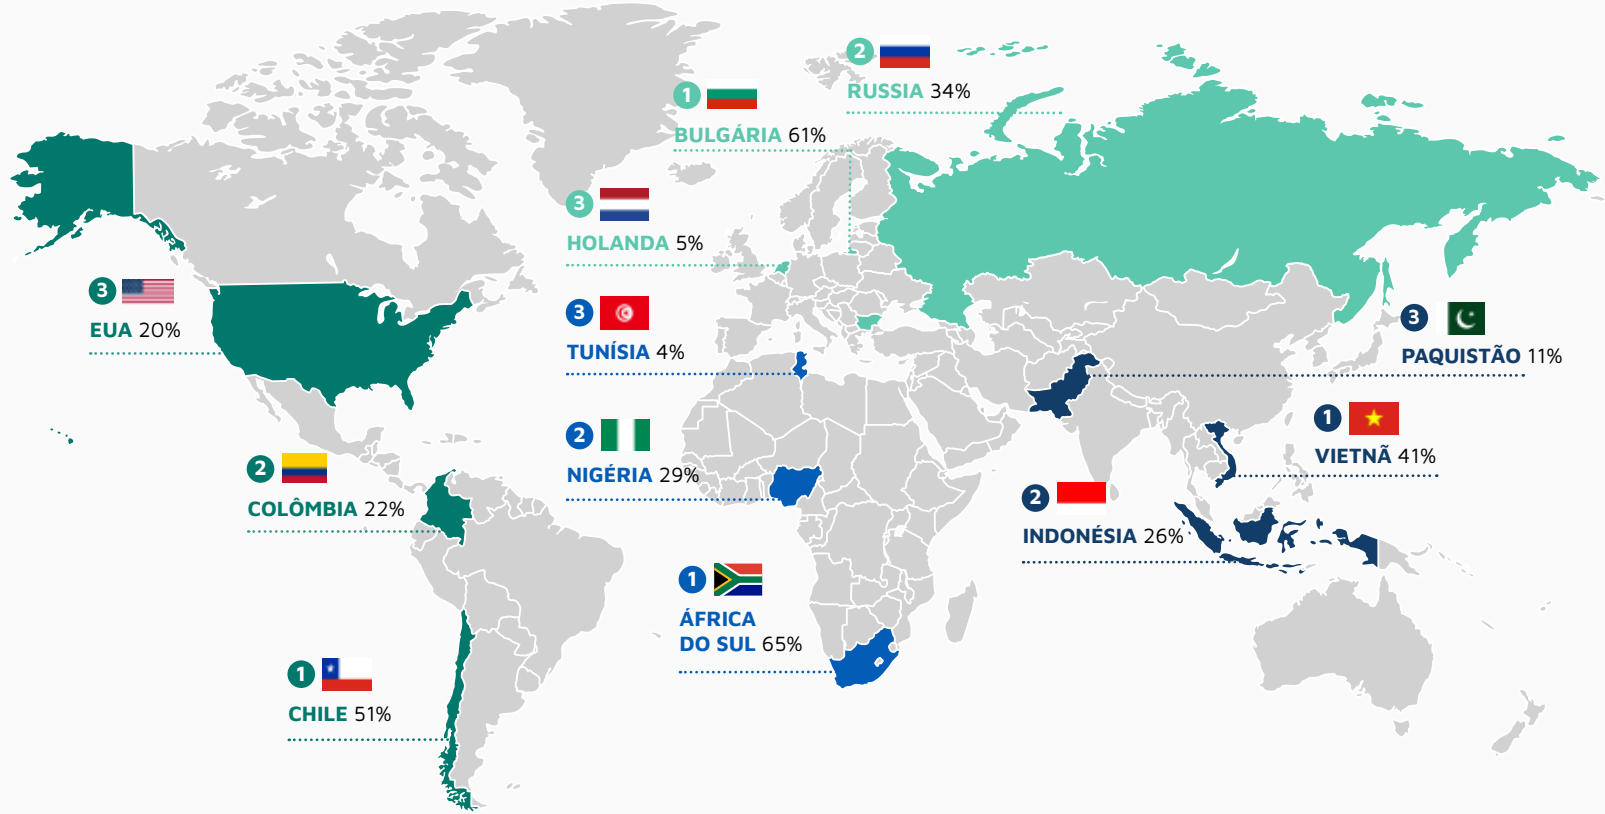 2
RUSSIA 34%
1
BULGÁRIA 61%
3
HOLANDA 5%
3
EUA 20%
3
TUNÍSIA 4%
3
PAQUISTÃO 11%
2
NIGÉRIA 29%
1
VIETNÃ 41%
2
COLÔMBIA 22%
2
INDONÉSIA 26%
1
ÁFRICA
DO SUL 65%
1
CHILE 51%